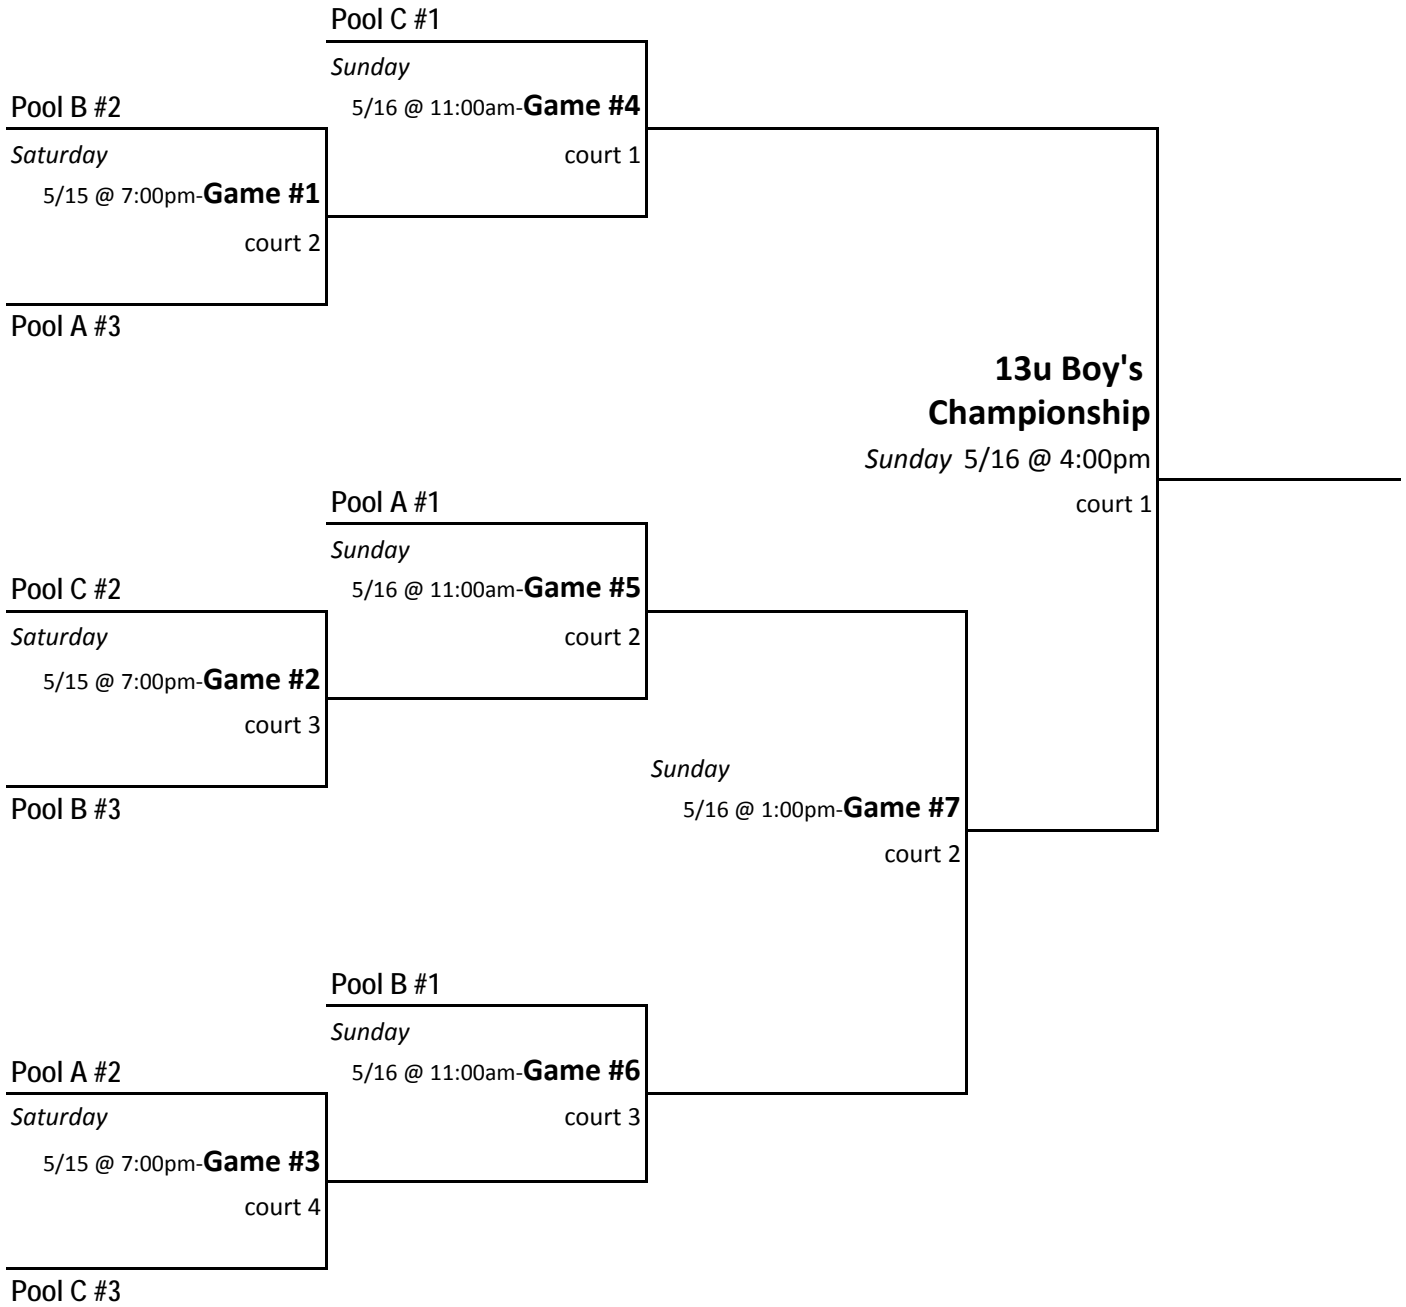 Pool C #1
Sunday
Pool B #2
5/16 @ 11:00am-Game #4
Saturday
court 1
5/15 @ 7:00pm-Game #1
court 2
Pool A #3
13u Boy's
Championship
Sunday 5/16 @ 4:00pm
Pool A #1
court 1
Sunday
Pool C #2
5/16 @ 11:00am-Game #5
Saturday
court 2
5/15 @ 7:00pm-Game #2
court 3
Sunday
Pool B #3
5/16 @ 1:00pm-Game #7
court 2
Pool B #1
Sunday
Pool A #2
5/16 @ 11:00am-Game #6
Saturday
court 3
5/15 @ 7:00pm-Game #3
court 4
Pool C #3